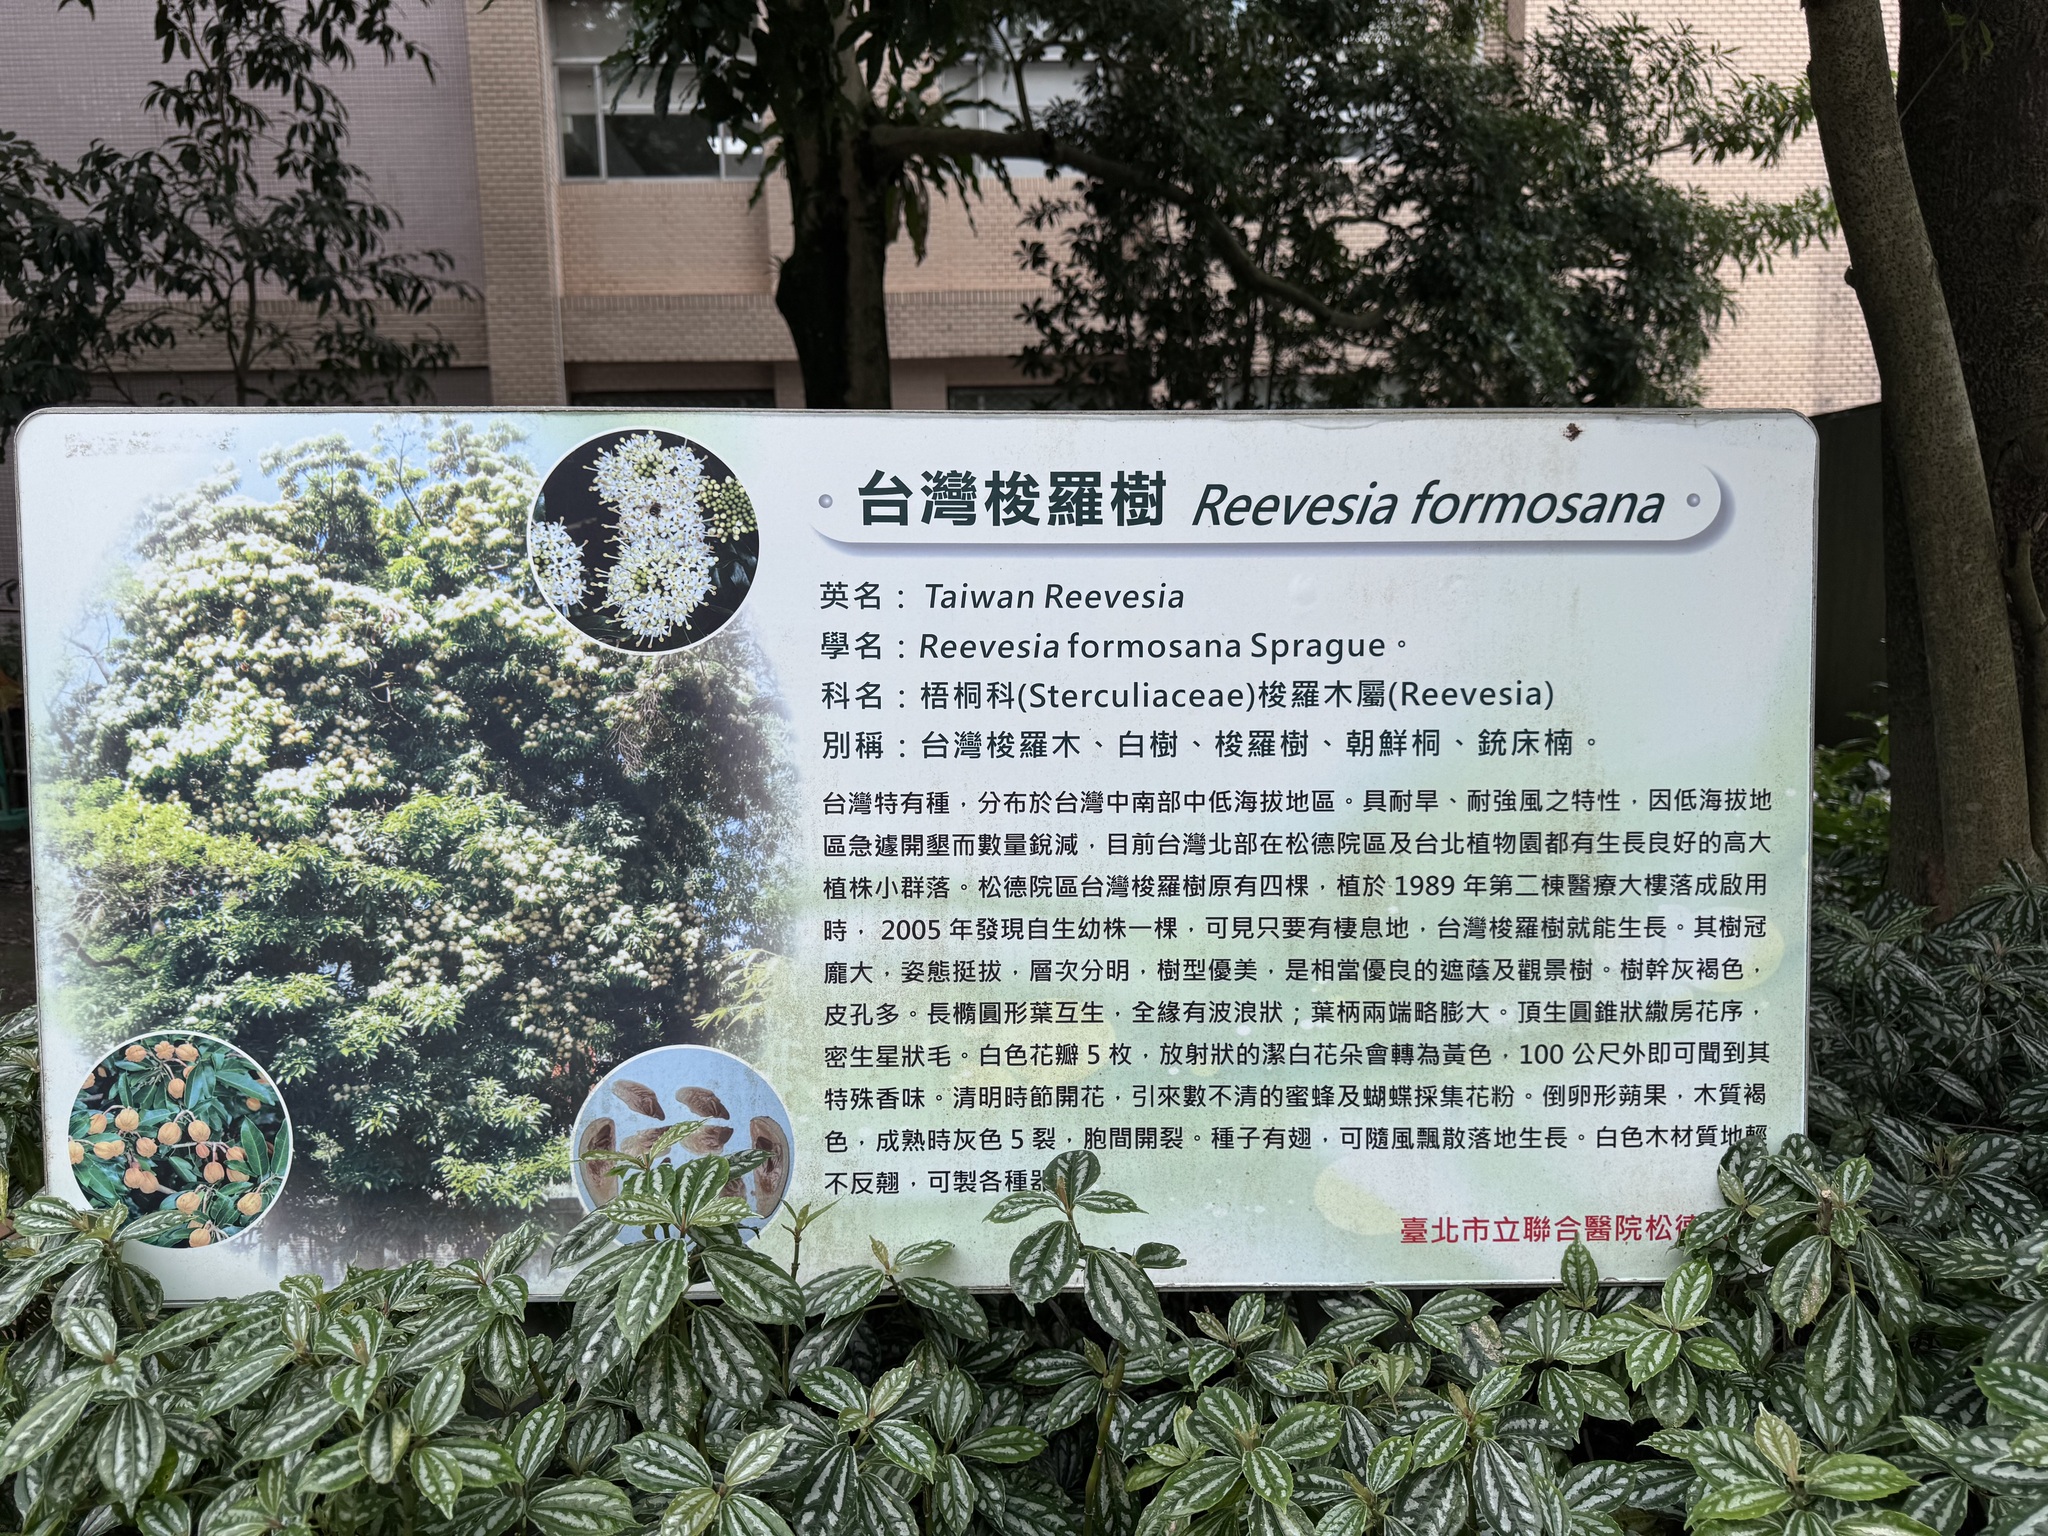 台灣梭羅樹 Reevesia formosana
英名：Taiwan Reevesia
學名：Reevesia formosana Sprague。
科名：梧桐科(Sterculiaceae)梭羅木屬(Reevesia)
別稱：台灣梭羅木、白樹、梭羅樹、朝鮮桐、銃床楠。
台灣特有種，分布於台灣中南部中低海拔地區。具耐旱、耐強風之特性，因低海拔地
區急遽開墾而數量銳減，目前台灣北部在松德院區及台北植物園都有生長良好的高大
植株小群落。松德院區台灣梭羅樹原有四棵，植於 1989 年第二棟醫療大樓落成啟用
時， 2005 年發現自生幼株一棵，可見只要有棲息地，台灣梭羅樹就能生長。其樹冠
龐大，姿態挺拔，層次分明，樹型優美，是相當優良的遮蔭及觀景樹。樹幹灰褐色，
皮孔多。長橢圓形葉互生，全緣有波浪狀；葉柄兩端略膨大。頂生圓錐狀繖房花序，
密生星狀毛。白色花瓣 5 枚，放射狀的潔白花朵會轉為黃色，100 公尺外即可聞到其
特殊香味。清明時節開花，引來數不清的蜜蜂及蝴蝶採集花粉。倒卵形蒴果，木質褐
色，成熟時灰色 5 裂，胞間開裂。種子有翅，可隨風飄散落地生長。白色木材質地輕
不反翹，可製各種
臺北市立聯合醫院松德